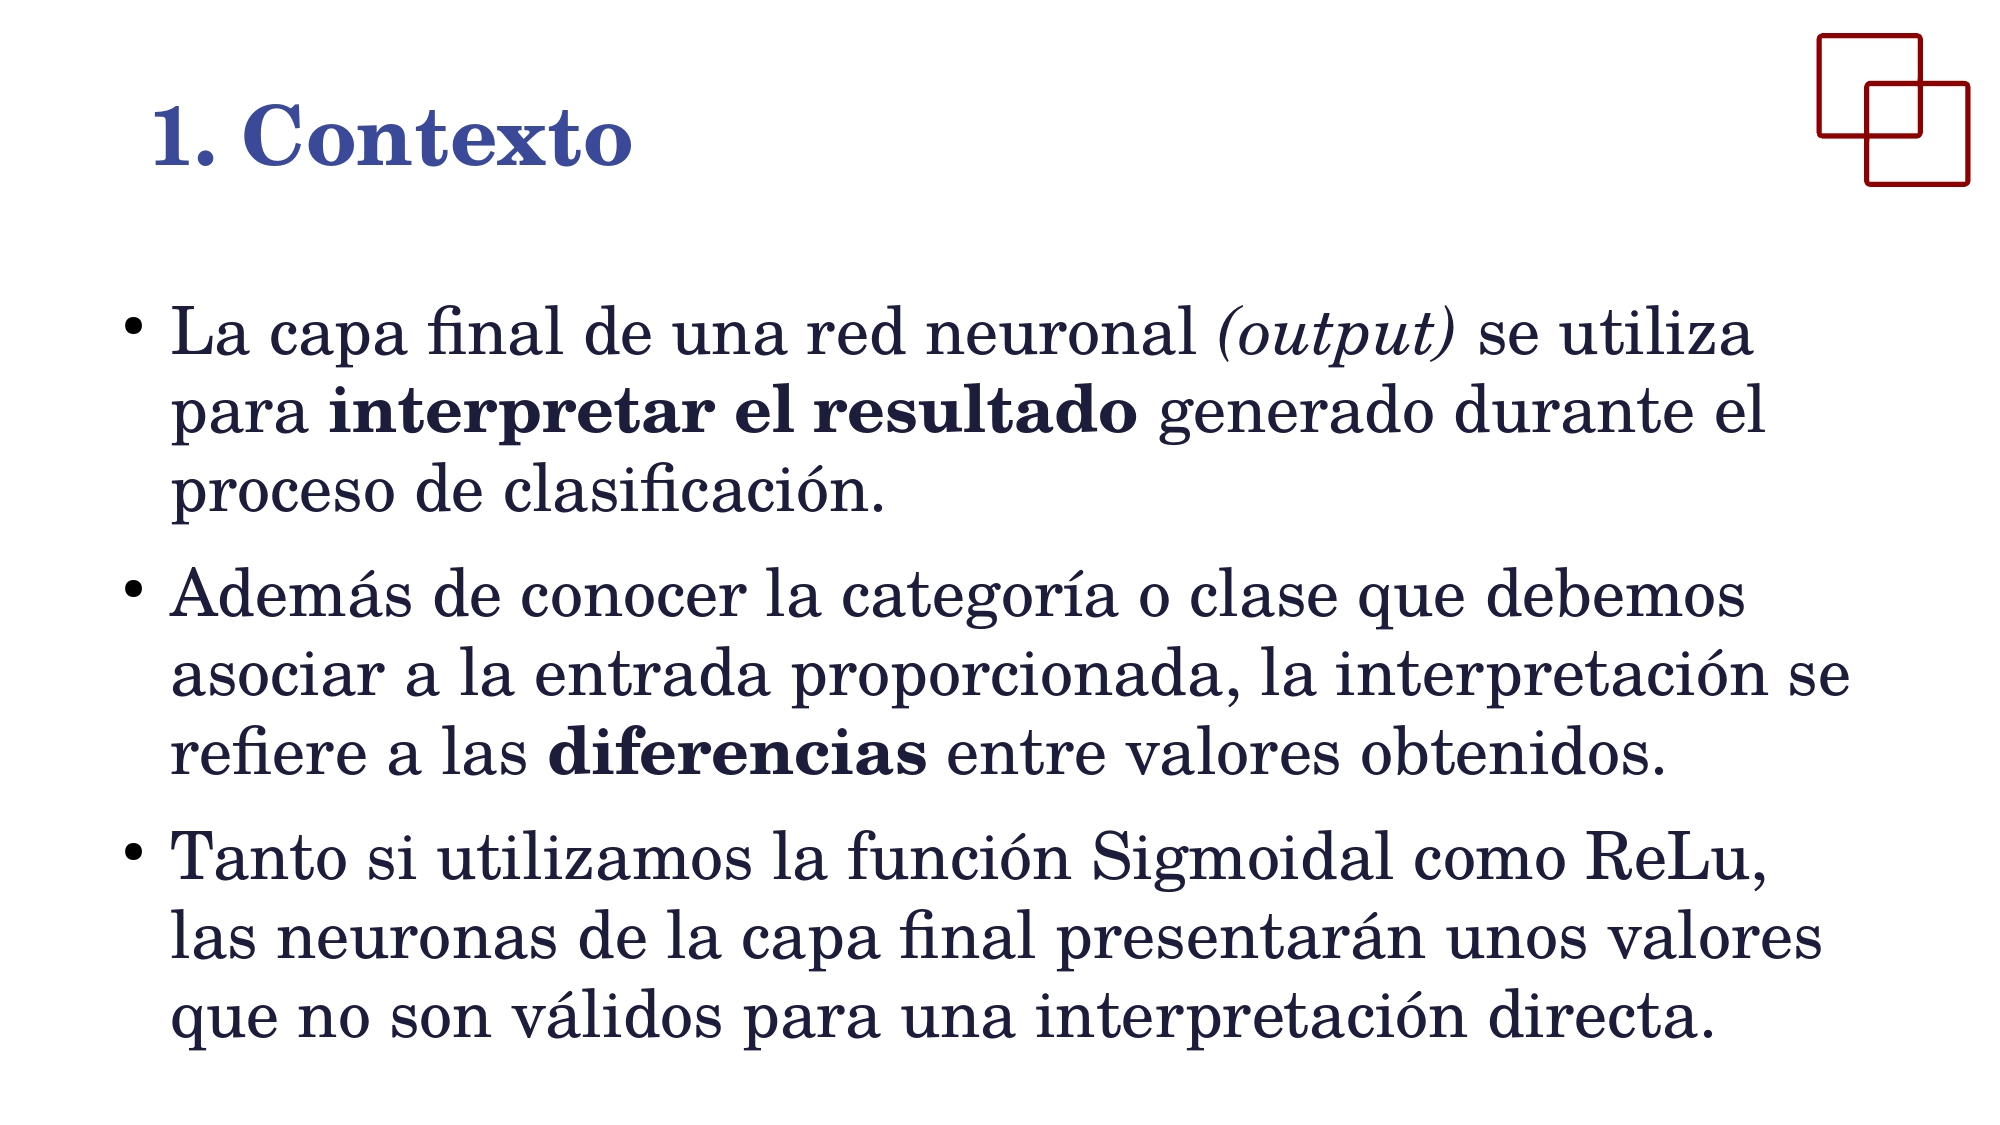 1. Contexto
• La capa final de una red neuronal (output) se utiliza
para interpretar el resultado generado durante el
proceso de clasificación.
• Además de conocer la categoría o clase que debemos
asociar a la entrada proporcionada, la interpretación se
refiere a las diferencias entre valores obtenidos.
• Tanto si utilizamos la función Sigmoidal como ReLu,
las neuronas de la capa final presentarán unos valores
que no son válidos para una interpretación directa.